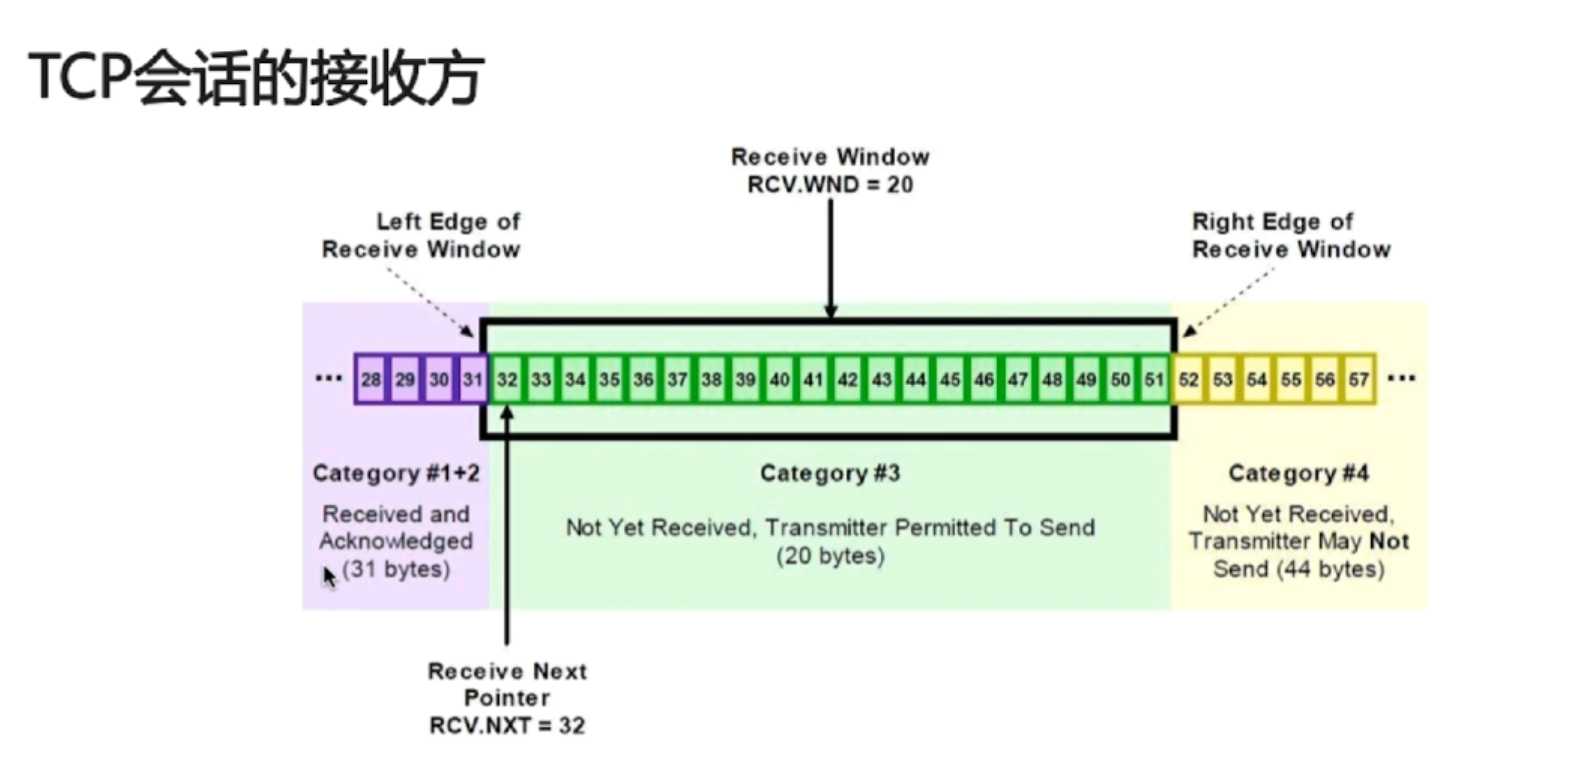 TCP会话的接收方
Receive Window
RCV.WND = 20
Left Edge of
Receive Window
Right Edge of
Receive Window
... 28 29 30 31 32 33 34 35 36 37 38 39 40 41 42 43 44 45 46 47 48 49 50 51 52 53 54 55 56 57 ...
Category #1+2
Received and
Acknowledged
(31 bytes)
Category #3
Not Yet Received, Transmitter Permitted To Send
(20 bytes)
Category #4
Not Yet Received,
Transmitter May Not
Send (44 bytes)
Receive Next
Pointer
RCV.NXT = 32